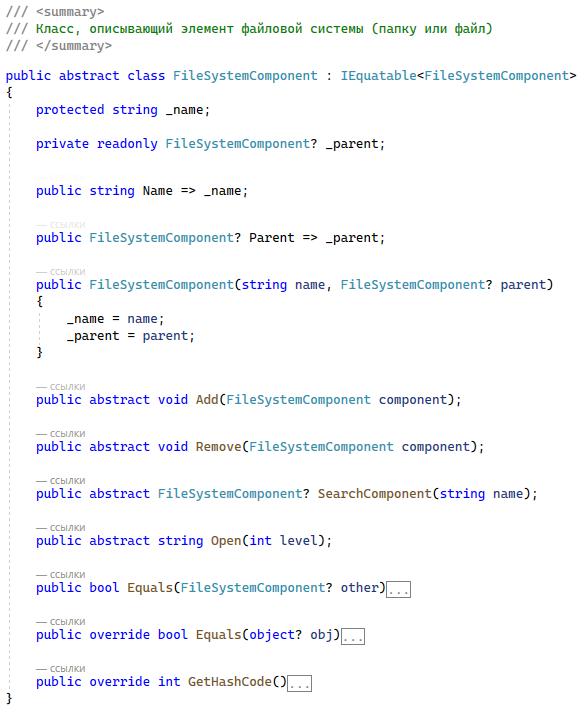 /// <summary>
/// Класс, описывающий элемент файловой системы (папку или файл)
/// </summary>
public abstract class FileSystemComponent : IEquatable<FileSystemComponent>
{
protected string _name;
private readonly FileSystemComponent? _parent;
public string Name => _name;
— ссылки
public FileSystemComponent? Parent => _parent;
— ссылки
public FileSystemComponent(string name, FileSystemComponent? parent)
{
_name = name;
_parent = parent;
}
— ссылки
public abstract void Add(FileSystemComponent component);
— ссылки
public abstract void Remove(FileSystemComponent component);
— ссылки
public abstract FileSystemComponent? SearchComponent(string name);
— ссылки
public abstract string Open(int level);
— ссылки
public bool Equals(FileSystemComponent? other)...
— ссылки
public override bool Equals(object? obj)...
— ссылки
public override int GetHashCode()...
}